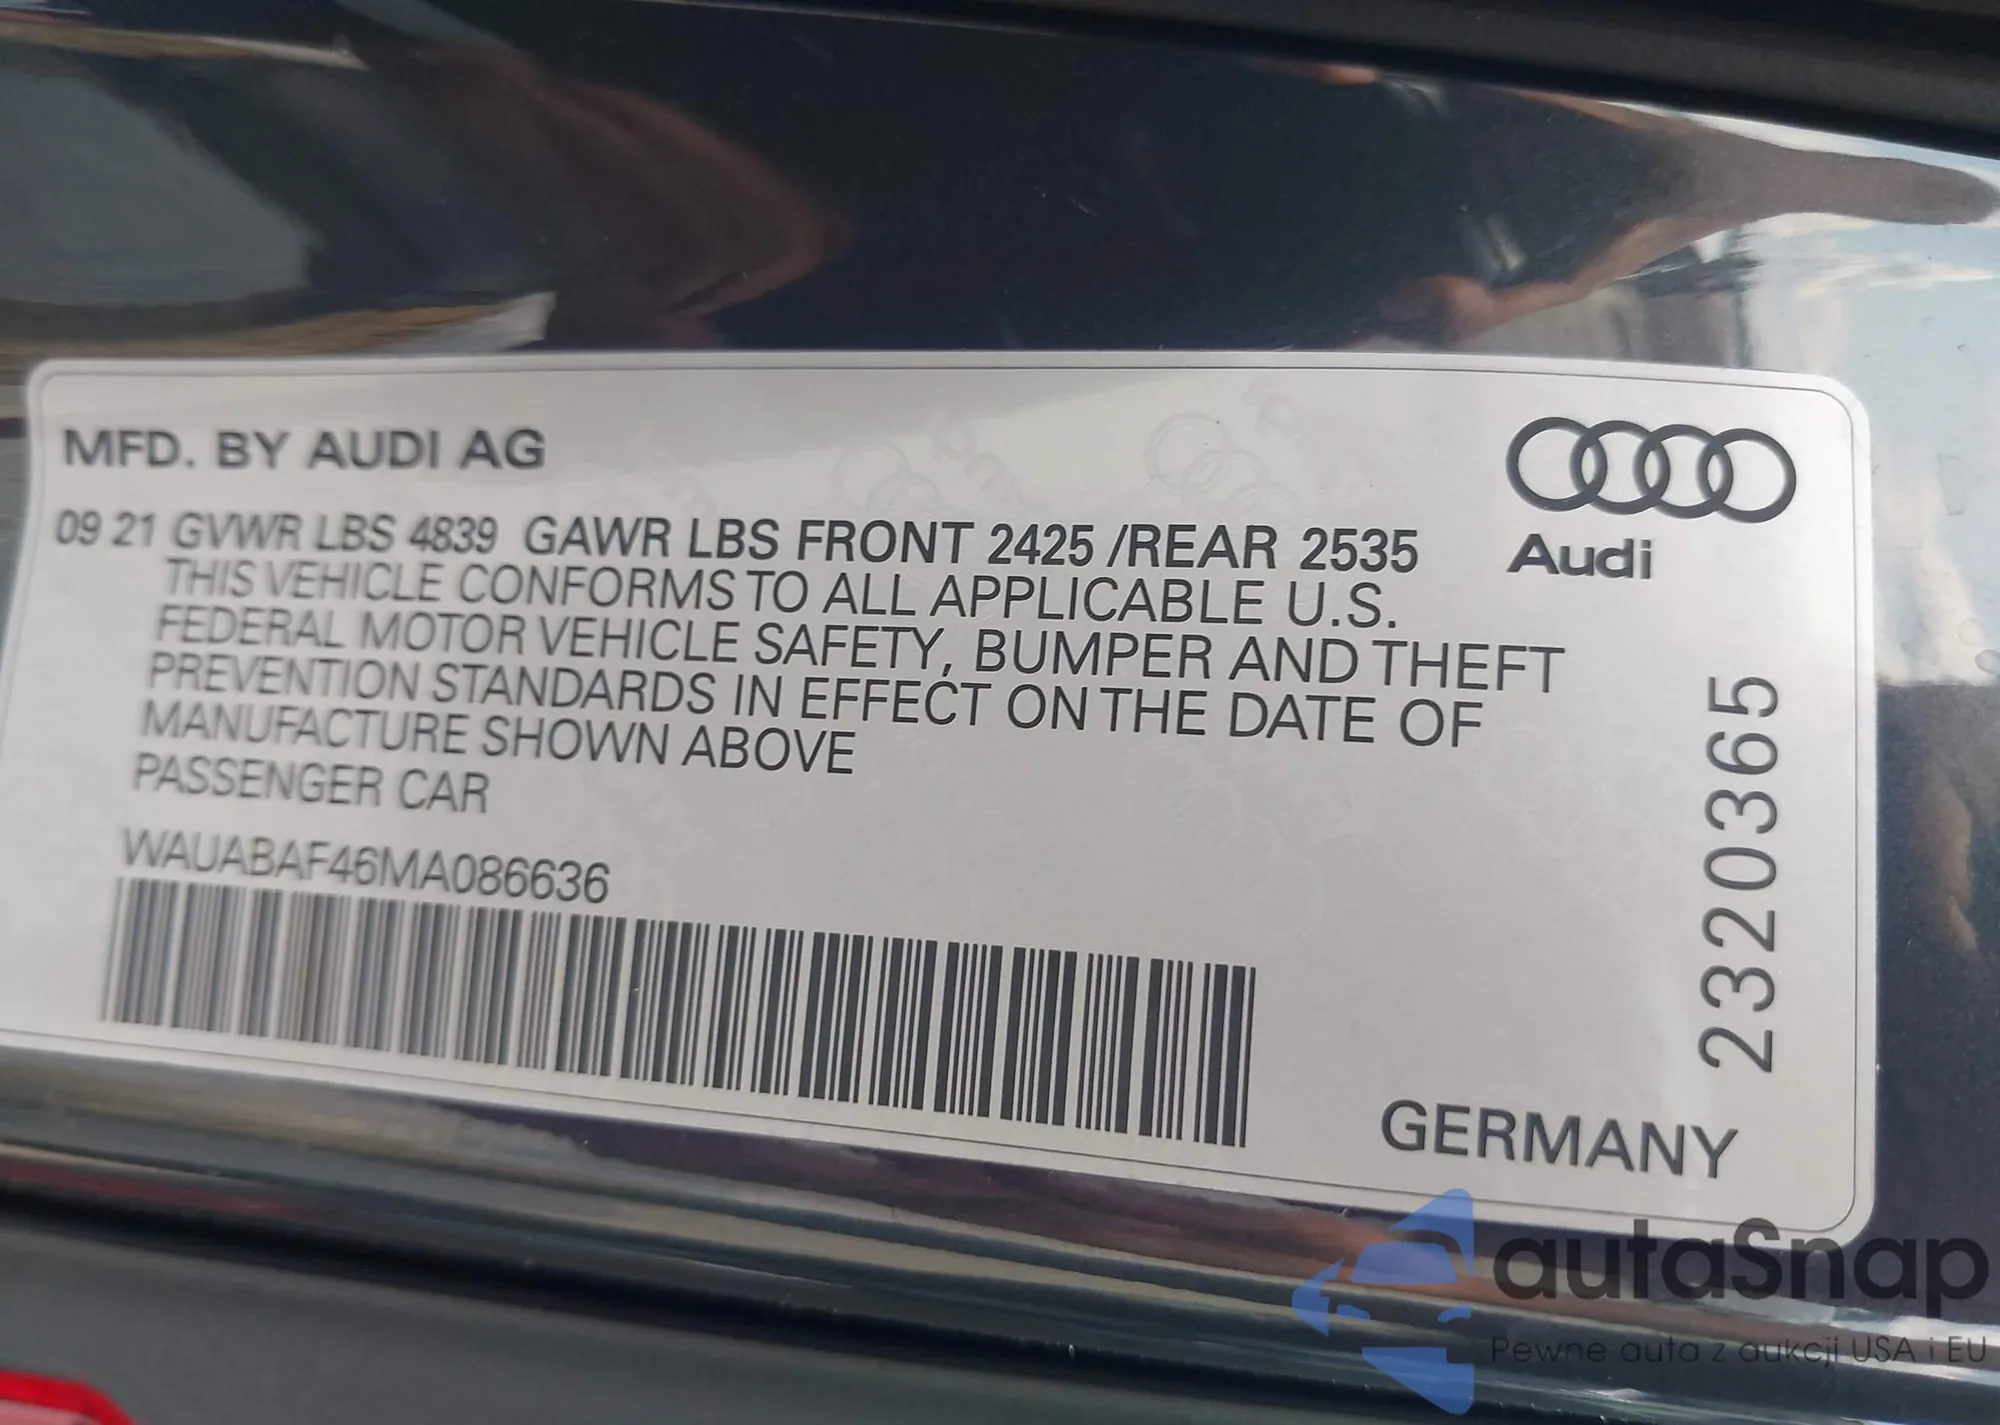 MFD. BY AUDI AG
09 21 GVWR LBS 4839 GAWR LBS FRONT 2425 /REAR 2535
THIS VEHICLE CONFORMS TO ALL APPLICABLE U.S.
FEDERAL MOTOR VEHICLE SAFETY, BUMPER AND THEFT
PREVENTION STANDARDS IN EFFECT ON THE DATE OF
MANUFACTURE SHOWN ABOVE
PASSENGER CAR
WAUABAF46MA086636
Audi
2320365
GERMANY
autaSnap
Pewne auta z aukcji USA i EU